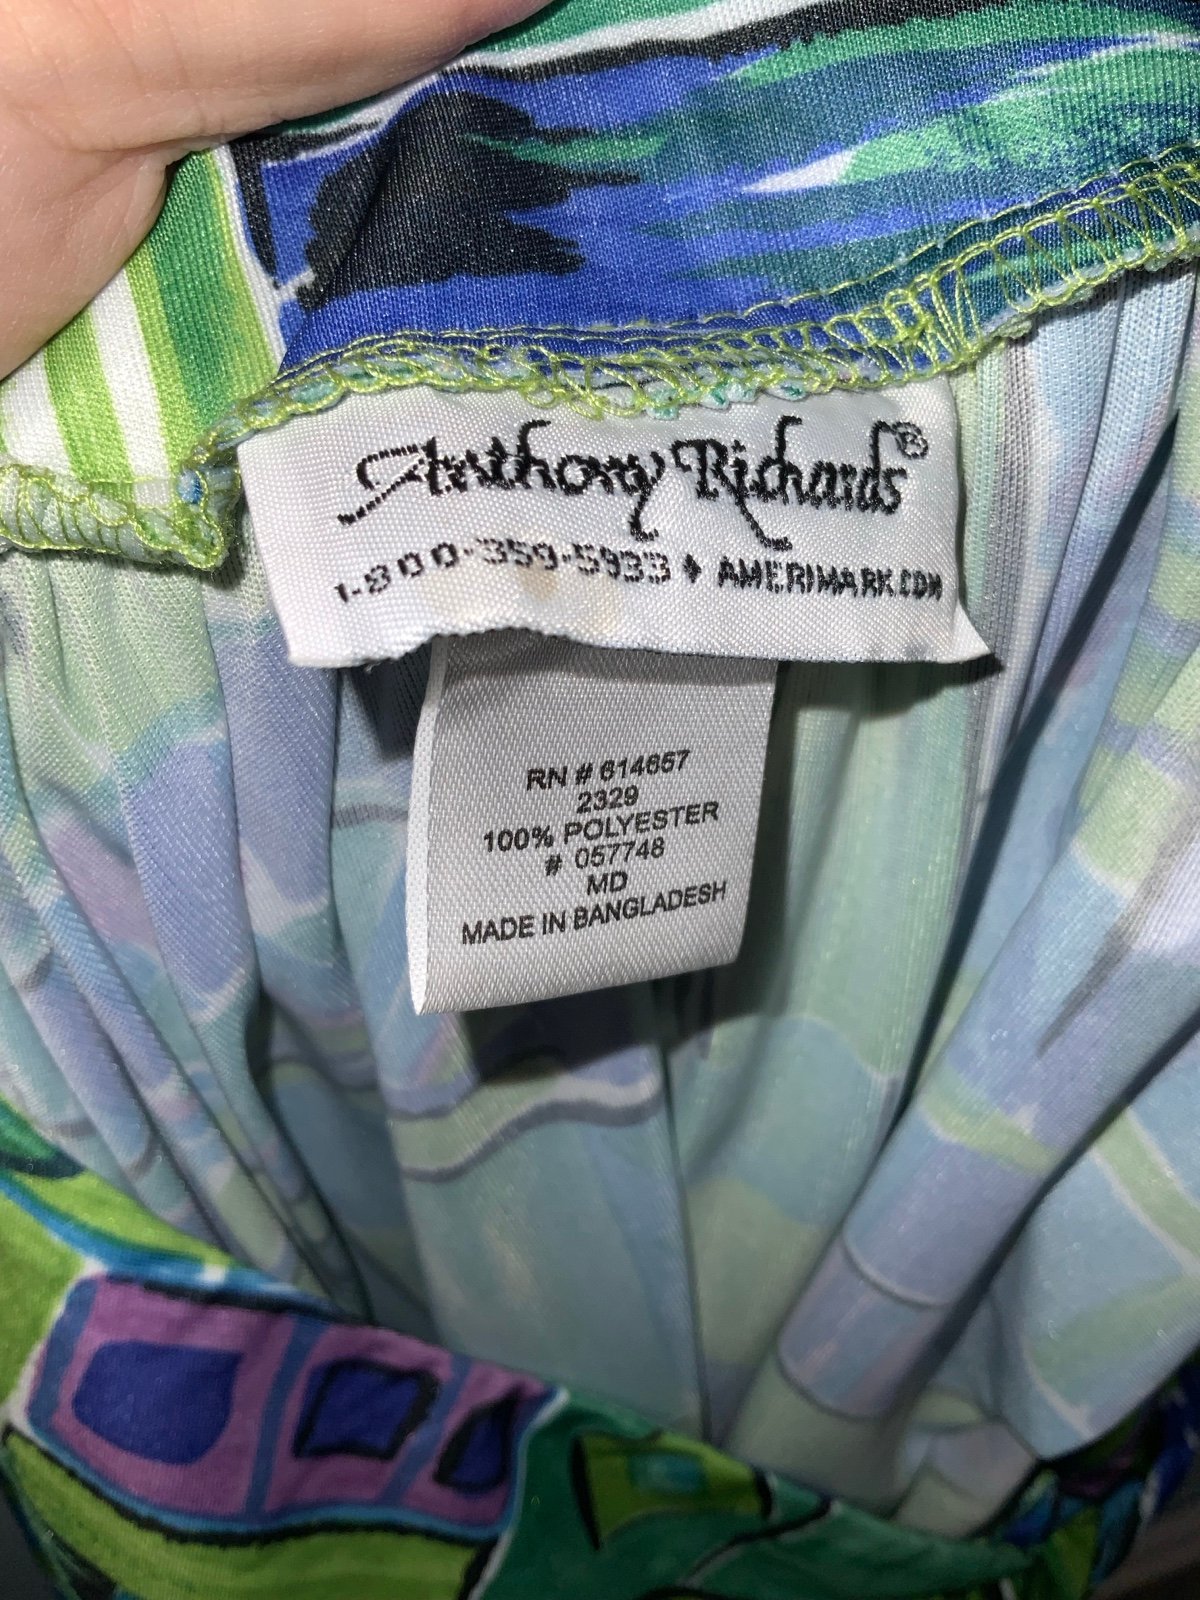 Anthony Richards®
1-800-359-5933 ♦ AMERIMARK.COM
RN # 614657
2329
100% POLYESTER
# 057748
MD
MADE IN BANGLADESH